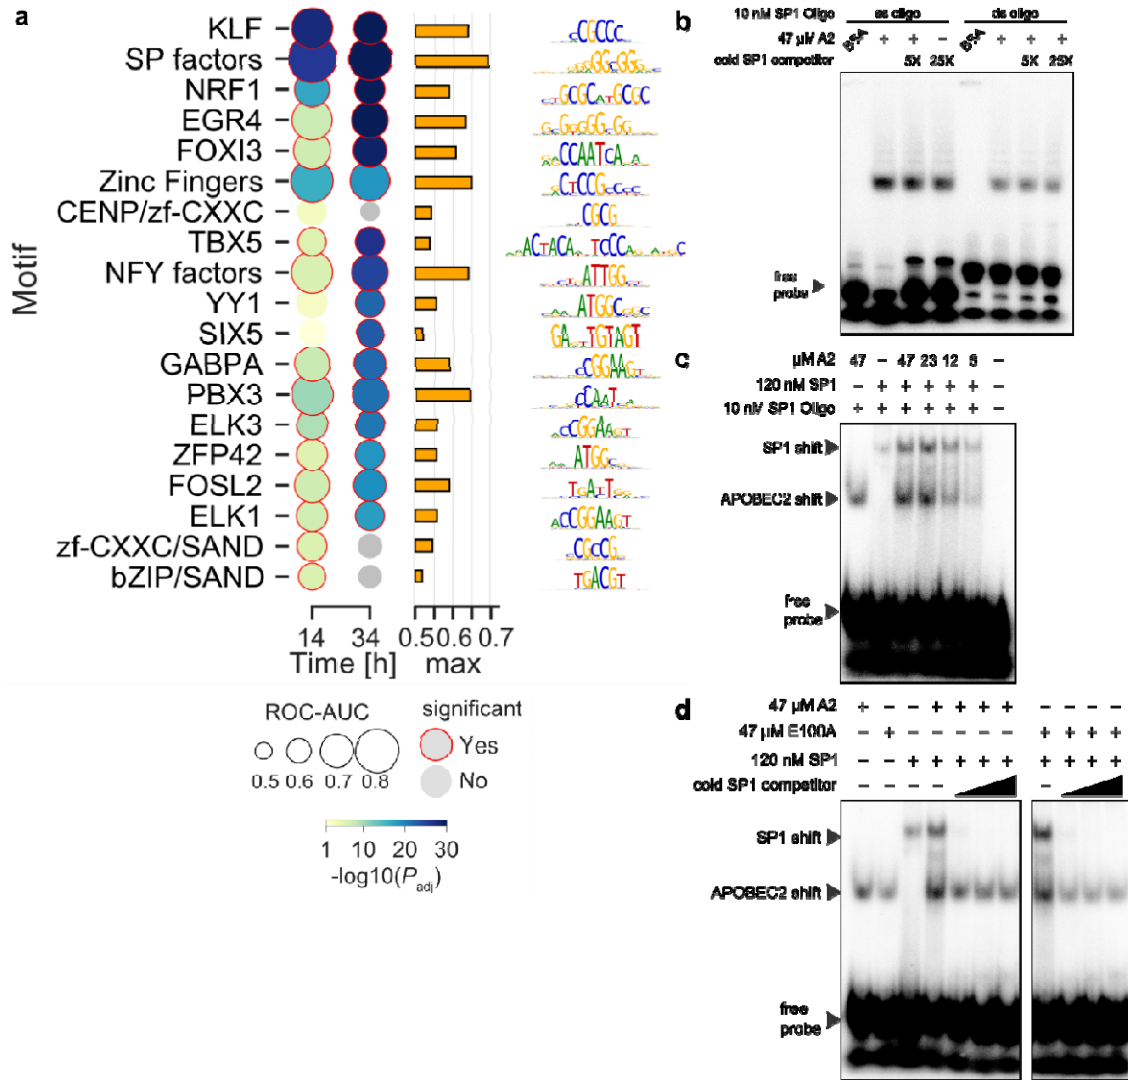 a
Motif
KLF
SP factors
NRF1
EGR4
FOXI3
Zinc Fingers
CENP/zf-CXXC
TBX5
NFY factors
YY1
SIX5
GABPA
PBX3
ELK3
ZFP42
FOSL2
ELK1
zf-CXXC/SAND
bZIP/SAND
14 34
Time [h]
0.5 0.6 0.7
max
ROC-AUC
0.5 0.6 0.7 0.8
significant
Yes
No
1 10 20 30
-log10(Padj)
b
ss oligo ds oligo
10 nM SP1 Oligo
47 µM A2 BSA + + − BSA + + +
cold SP1 competitor 5X 25X 5X 25X
free
probe
c
µM A2 47 − 47 23 12 6 −
120 nM SP1 − + + + + + −
10 nM SP1 Oligo + + + + + + −
SP1 shift
APOBEC2 shift
free
probe
d
47 µM A2 + − − + + + + − − − −
47 µM E100A − + − − − − − + + + +
120 nM SP1 − − + + + + + + + + +
cold SP1 competitor − − − − −
SP1 shift
APOBEC2 shift
free
probe